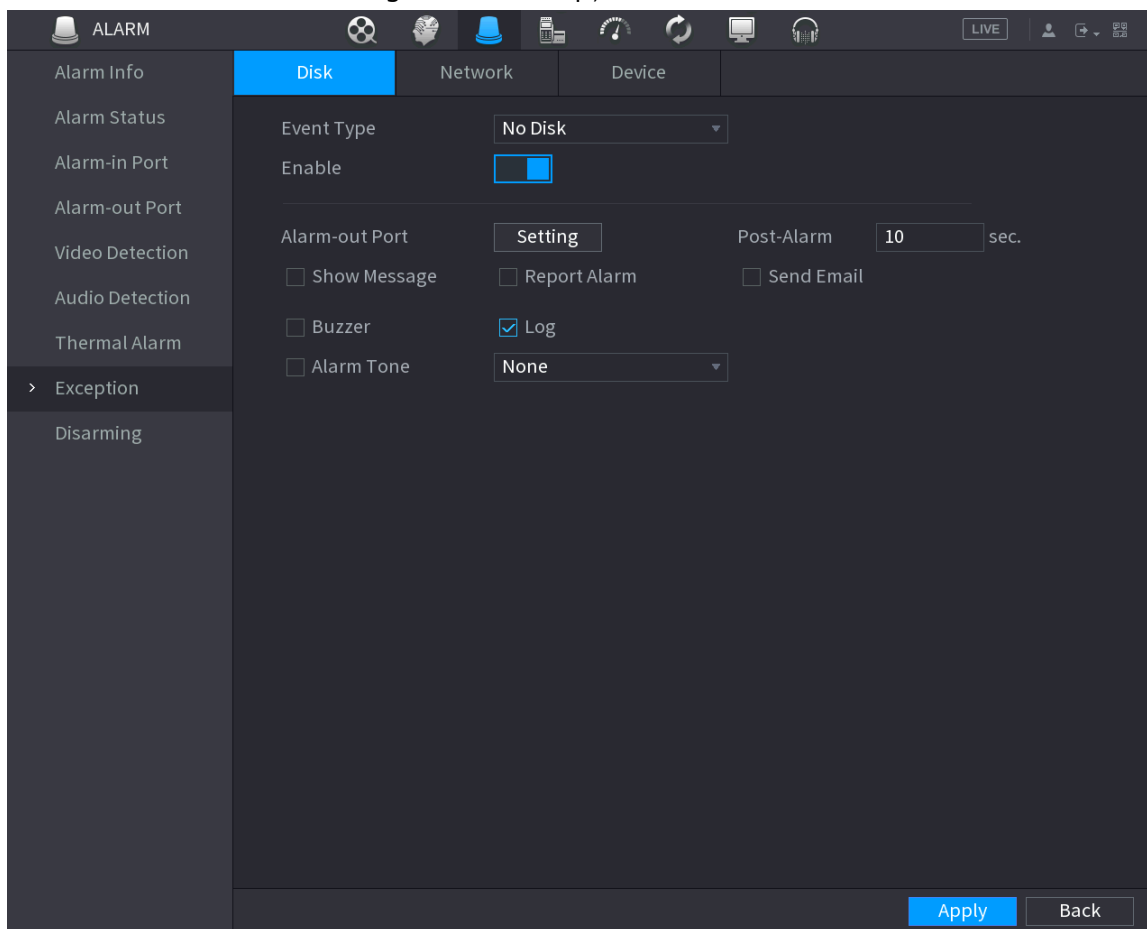 ALARM
LIVE
Alarm Info
Alarm Status
Alarm-in Port
Alarm-out Port
Video Detection
Audio Detection
Thermal Alarm
Exception
Disarming
Disk Network Device
Event Type No Disk
Enable
Alarm-out Port Setting Post-Alarm 10 sec.
Show Message Report Alarm Send Email
Buzzer Log
Alarm Tone None
Apply Back